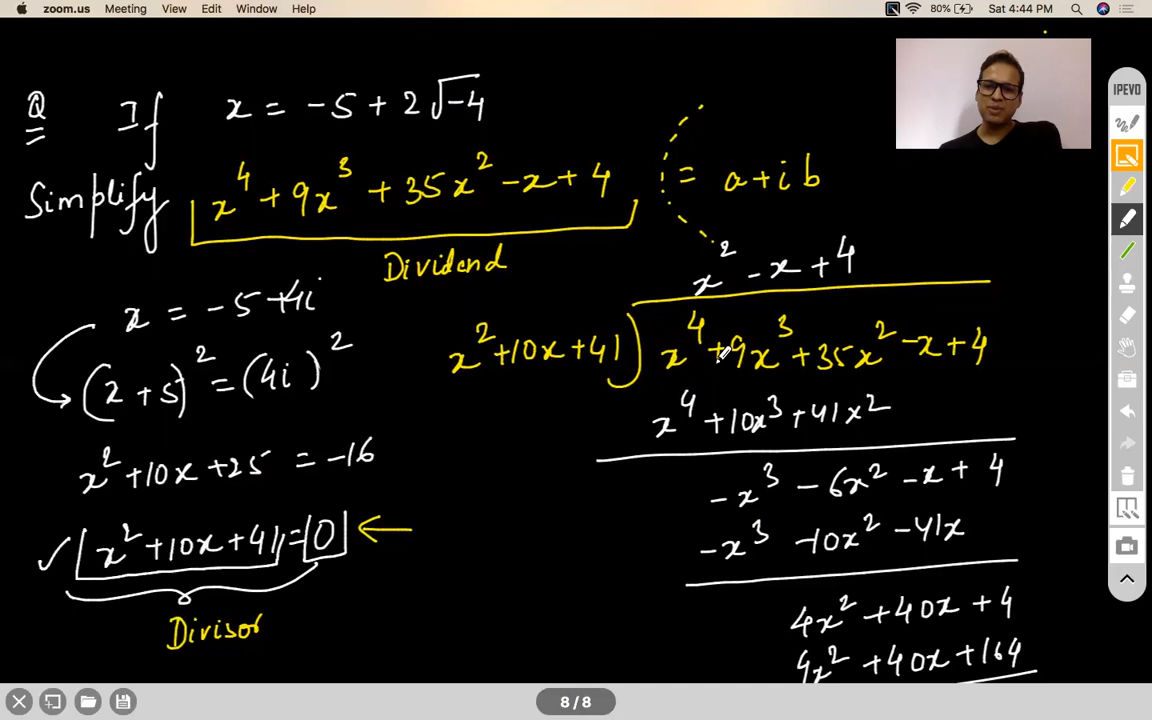 zoom.us Meeting View Edit Window Help 80% Sat 4:44 PM
IPEVO
Q If x = -5 + 2√-4
Simplify x⁴ + 9x³ + 35x² - x + 4 = a + ib
Dividend
x = -5 + 4i
(x + 5)² = (4i)²
x² + 10x + 25 = -16
✓ x² + 10x + 41 = 0 ←
Divisor
x² - x + 4
x² + 10x + 41 ) x⁴ + 9x³ + 35x² - x + 4
x⁴ + 10x³ + 41x²
-x³ - 6x² - x + 4
-x³ - 10x² - 41x
4x² + 40x + 4
4x² + 40x + 164
8 / 8